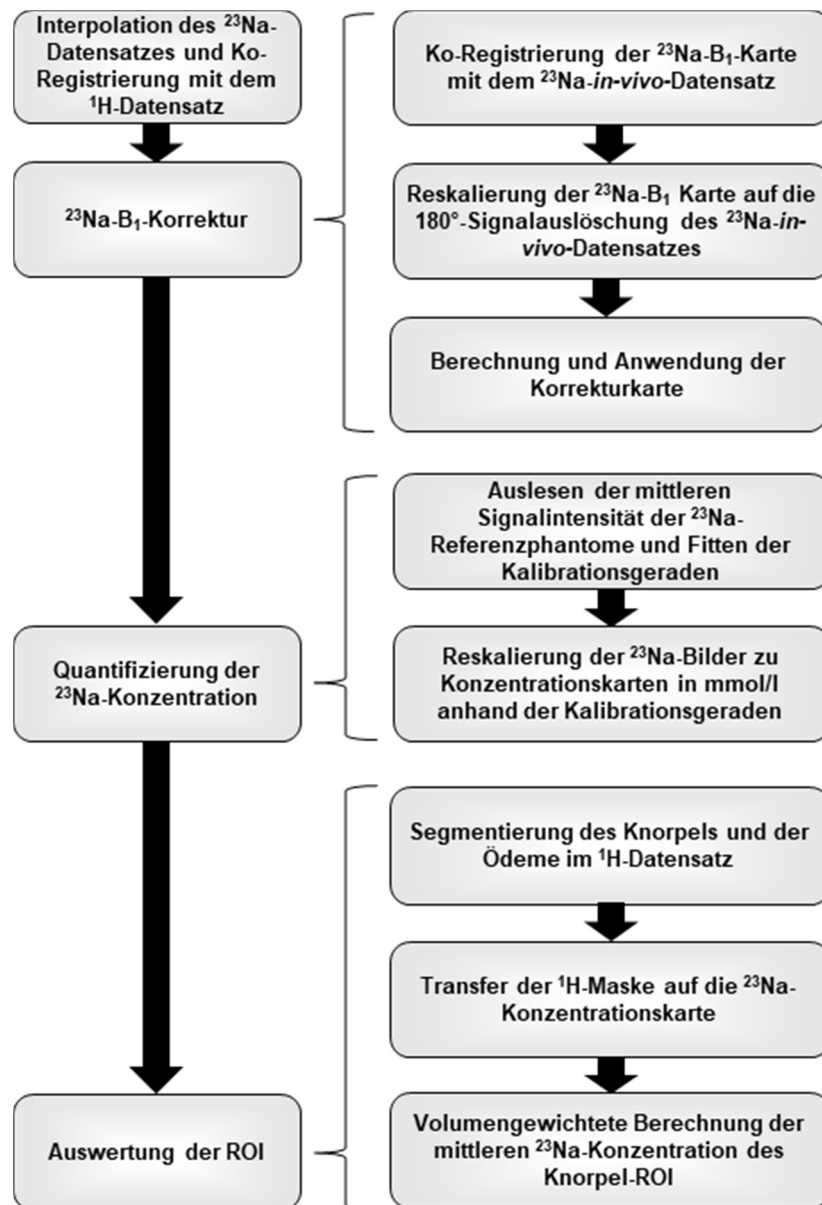 Interpolation des ²³Na-
Datensatzes und Ko-
Registrierung mit dem
¹H-Datensatz
²³Na-B₁-Korrektur
Ko-Registrierung der ²³Na-B₁-Karte
mit dem ²³Na-in-vivo-Datensatz
Reskalierung der ²³Na-B₁ Karte auf die
180°-Signalauslöschung des ²³Na-in-
vivo-Datensatzes
Berechnung und Anwendung der
Korrekturkarte
Quantifizierung der
²³Na-Konzentration
Auslesen der mittleren
Signalintensität der ²³Na-
Referenzphantome und Fitten der
Kalibrationsgeraden
Reskalierung der ²³Na-Bilder zu
Konzentrationskarten in mmol/l
anhand der Kalibrationsgeraden
Auswertung der ROI
Segmentierung des Knorpels und der
Ödeme im ¹H-Datensatz
Transfer der ¹H-Maske auf die ²³Na-
Konzentrationskarte
Volumengewichtete Berechnung der
mittleren ²³Na-Konzentration des
Knorpel-ROI